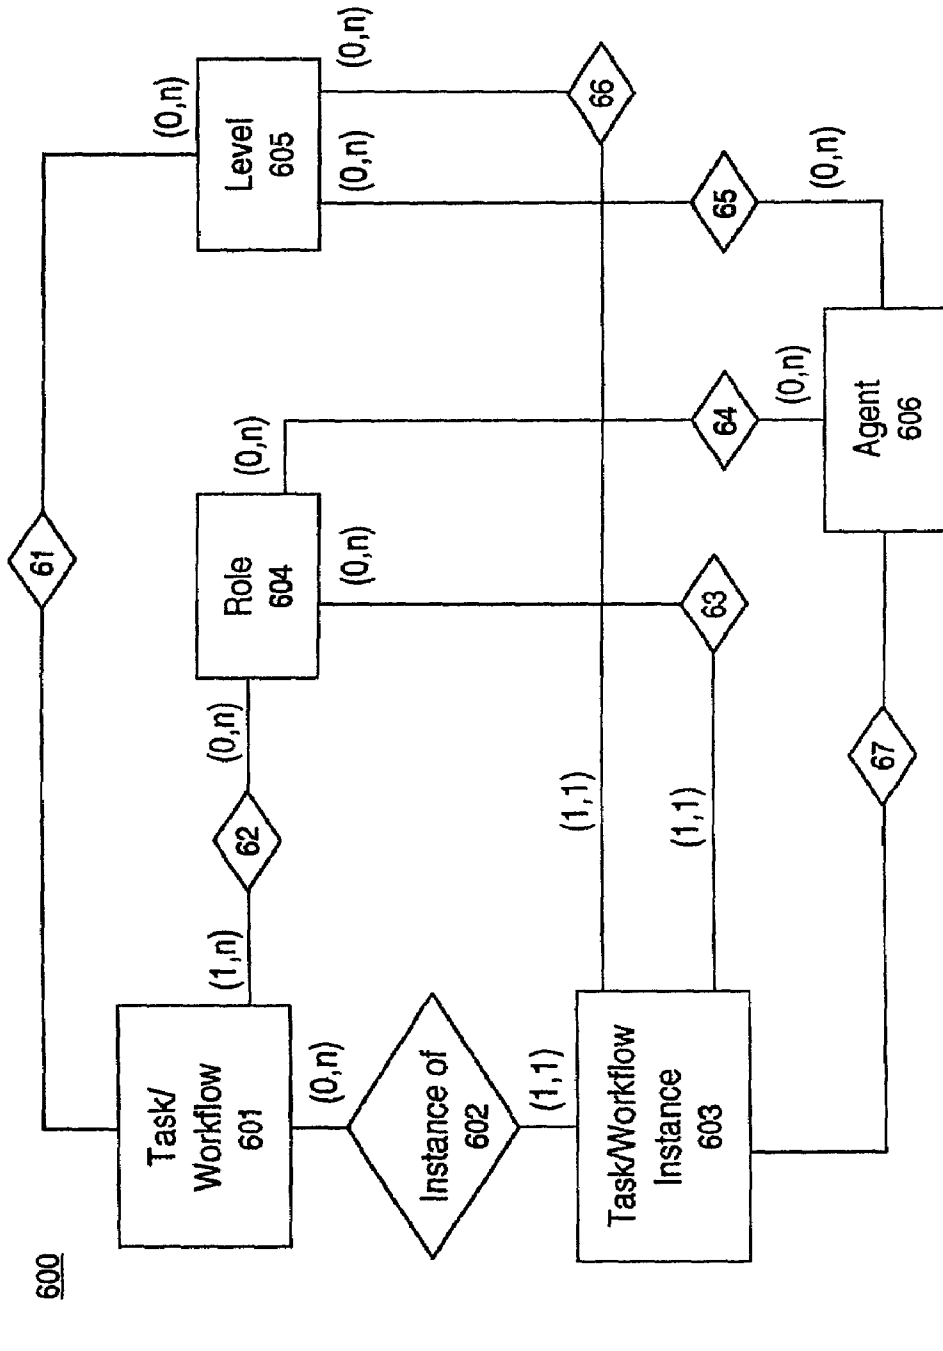 600
61
(0,n)
Task/
Workflow
601
(1,n)
62
(0,n)
Role
604
(0,n)
Level
605
(0,n)
(0,n)
(0,n)
(0,n)
Instance of
602
(1,1)
Task/Workflow
Instance
603
(1,1)
(1,1)
66
63
64
65
(0,n)
(0,n)
67
Agent
606